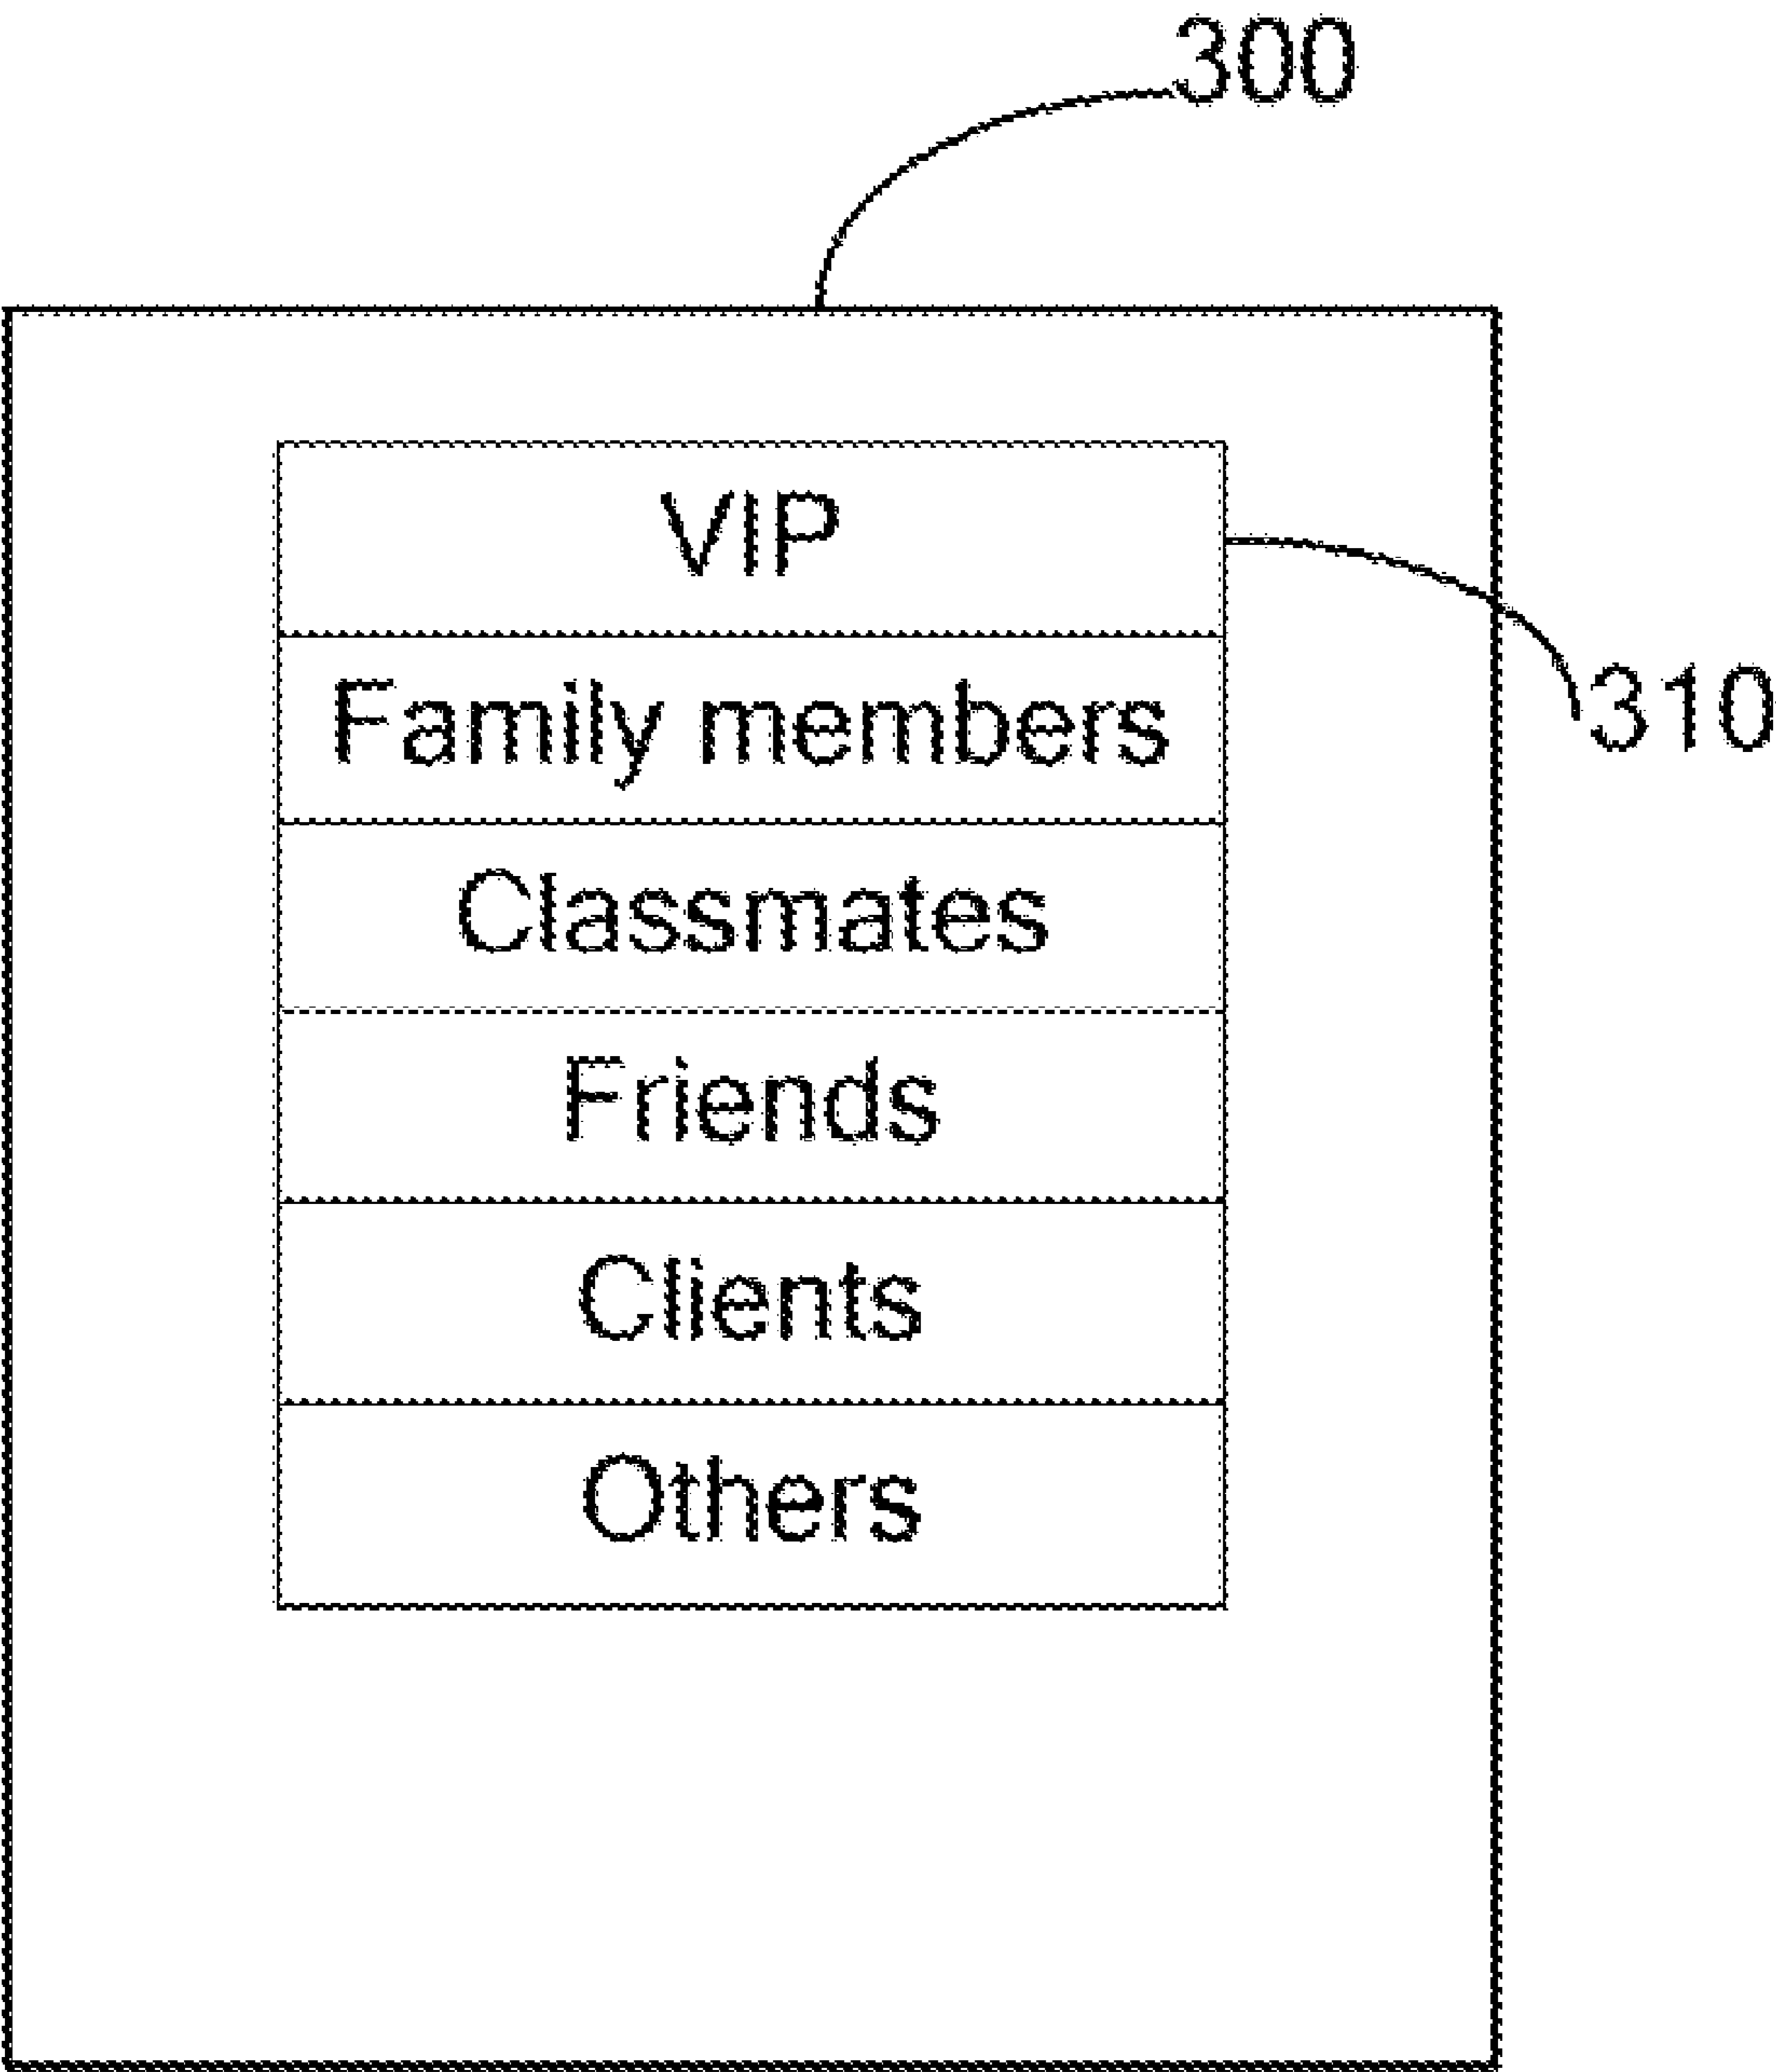 300
VIP
310
Family members
Classmates
Friends
Clients
Others